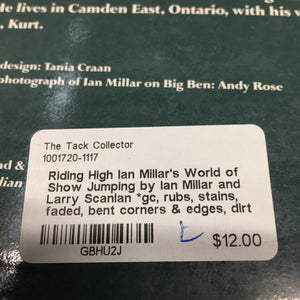 e lives in Camden East, Ontario, with his w
, Kurt.
design: Tania Craan
photograph of Ian Millar on Big Ben: Andy Rose
The Tack Collector
1001720-1117
Riding High Ian Millar's World of
Show Jumping by Ian Millar and
Larry Scanlan *gc, rubs, stains,
faded, bent corners & edges, dirt
GBHU2J
$12.00
nd &
dian